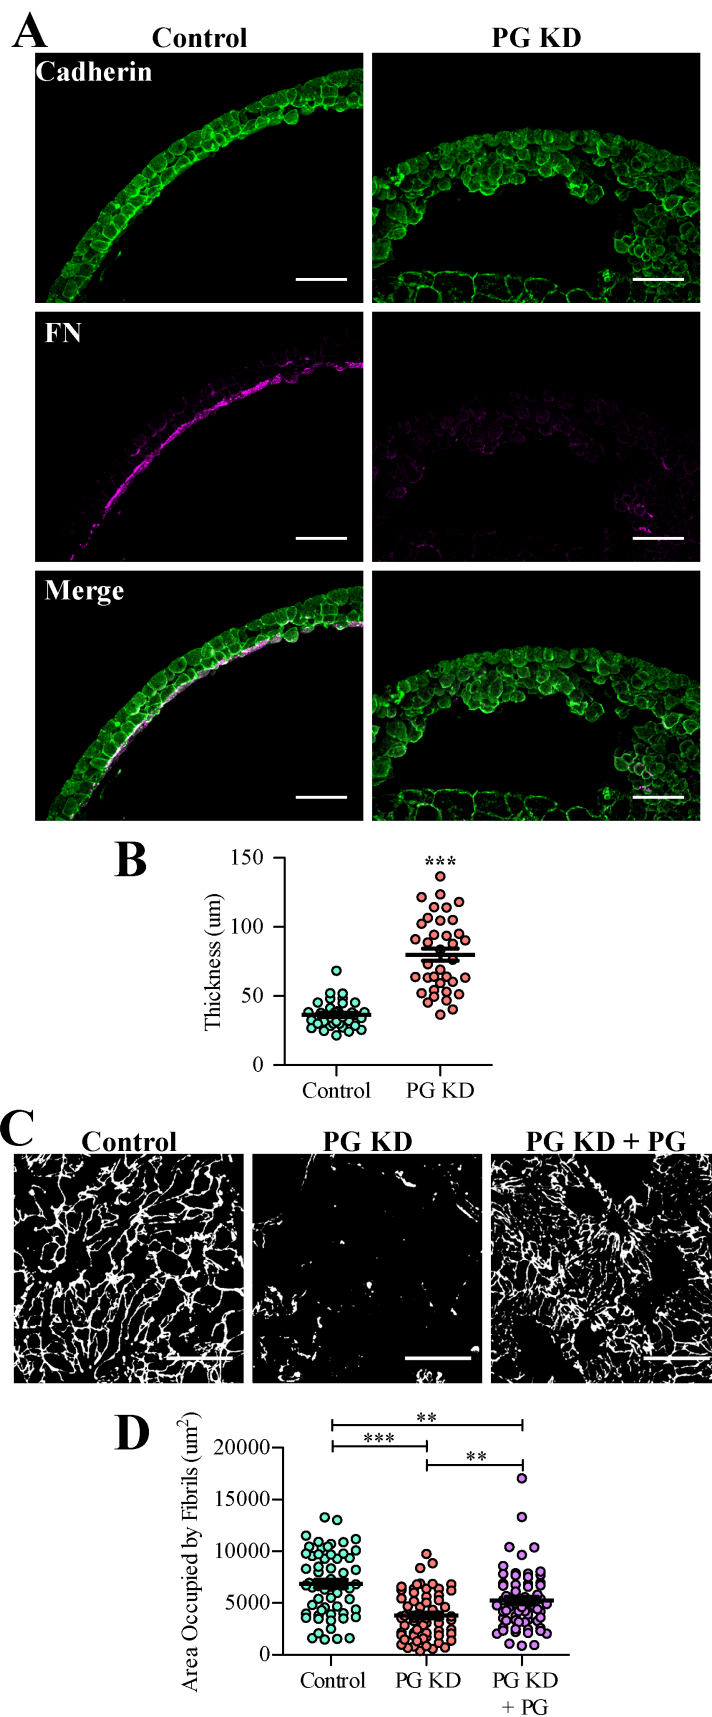 A
Control
PG KD
Cadherin
FN
Merge
B
Thickness (um)
150
100
50
0
***
Control
PG KD
C
Control
PG KD
PG KD + PG
D
Area Occupied by Fibrils (um²)
20000
15000
10000
5000
0
**
***
**
Control
PG KD
PG KD
+ PG